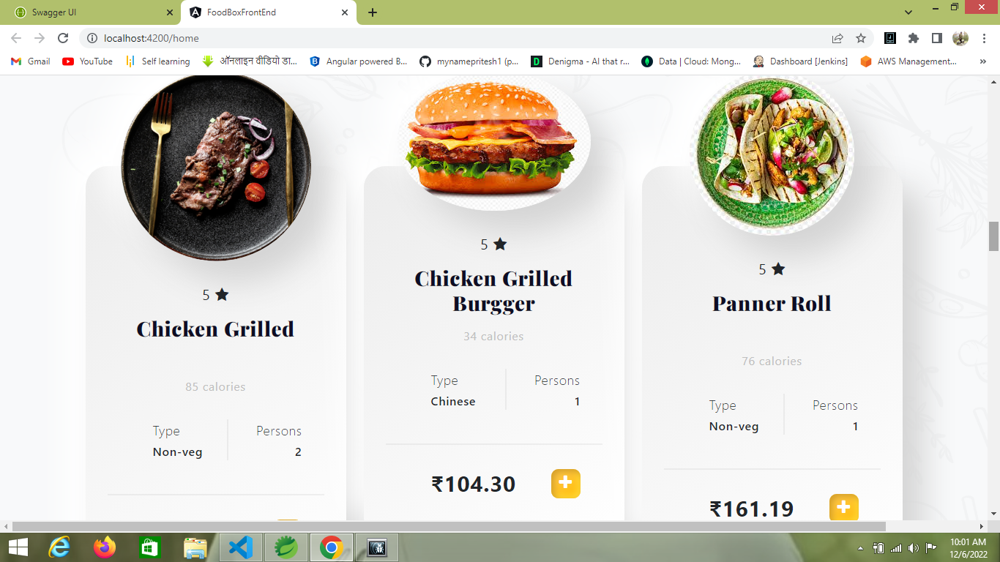 Swagger UI
FoodBoxFrontEnd
localhost:4200/home
Gmail
YouTube
Self learning
ऑनलाइन वीडियो डा...
Angular powered B...
mynamepritesh1 (p...
Denigma - AI that r...
Data | Cloud: Mong...
Dashboard [Jenkins]
AWS Management...
»
5
Chicken Grilled
85 calories
Type
Persons
Non-veg
2
5
Chicken Grilled
Burgger
34 calories
Type
Persons
Chinese
1
₹104.30
5
Panner Roll
76 calories
Type
Persons
Non-veg
1
₹161.19
10:01 AM
12/6/2022